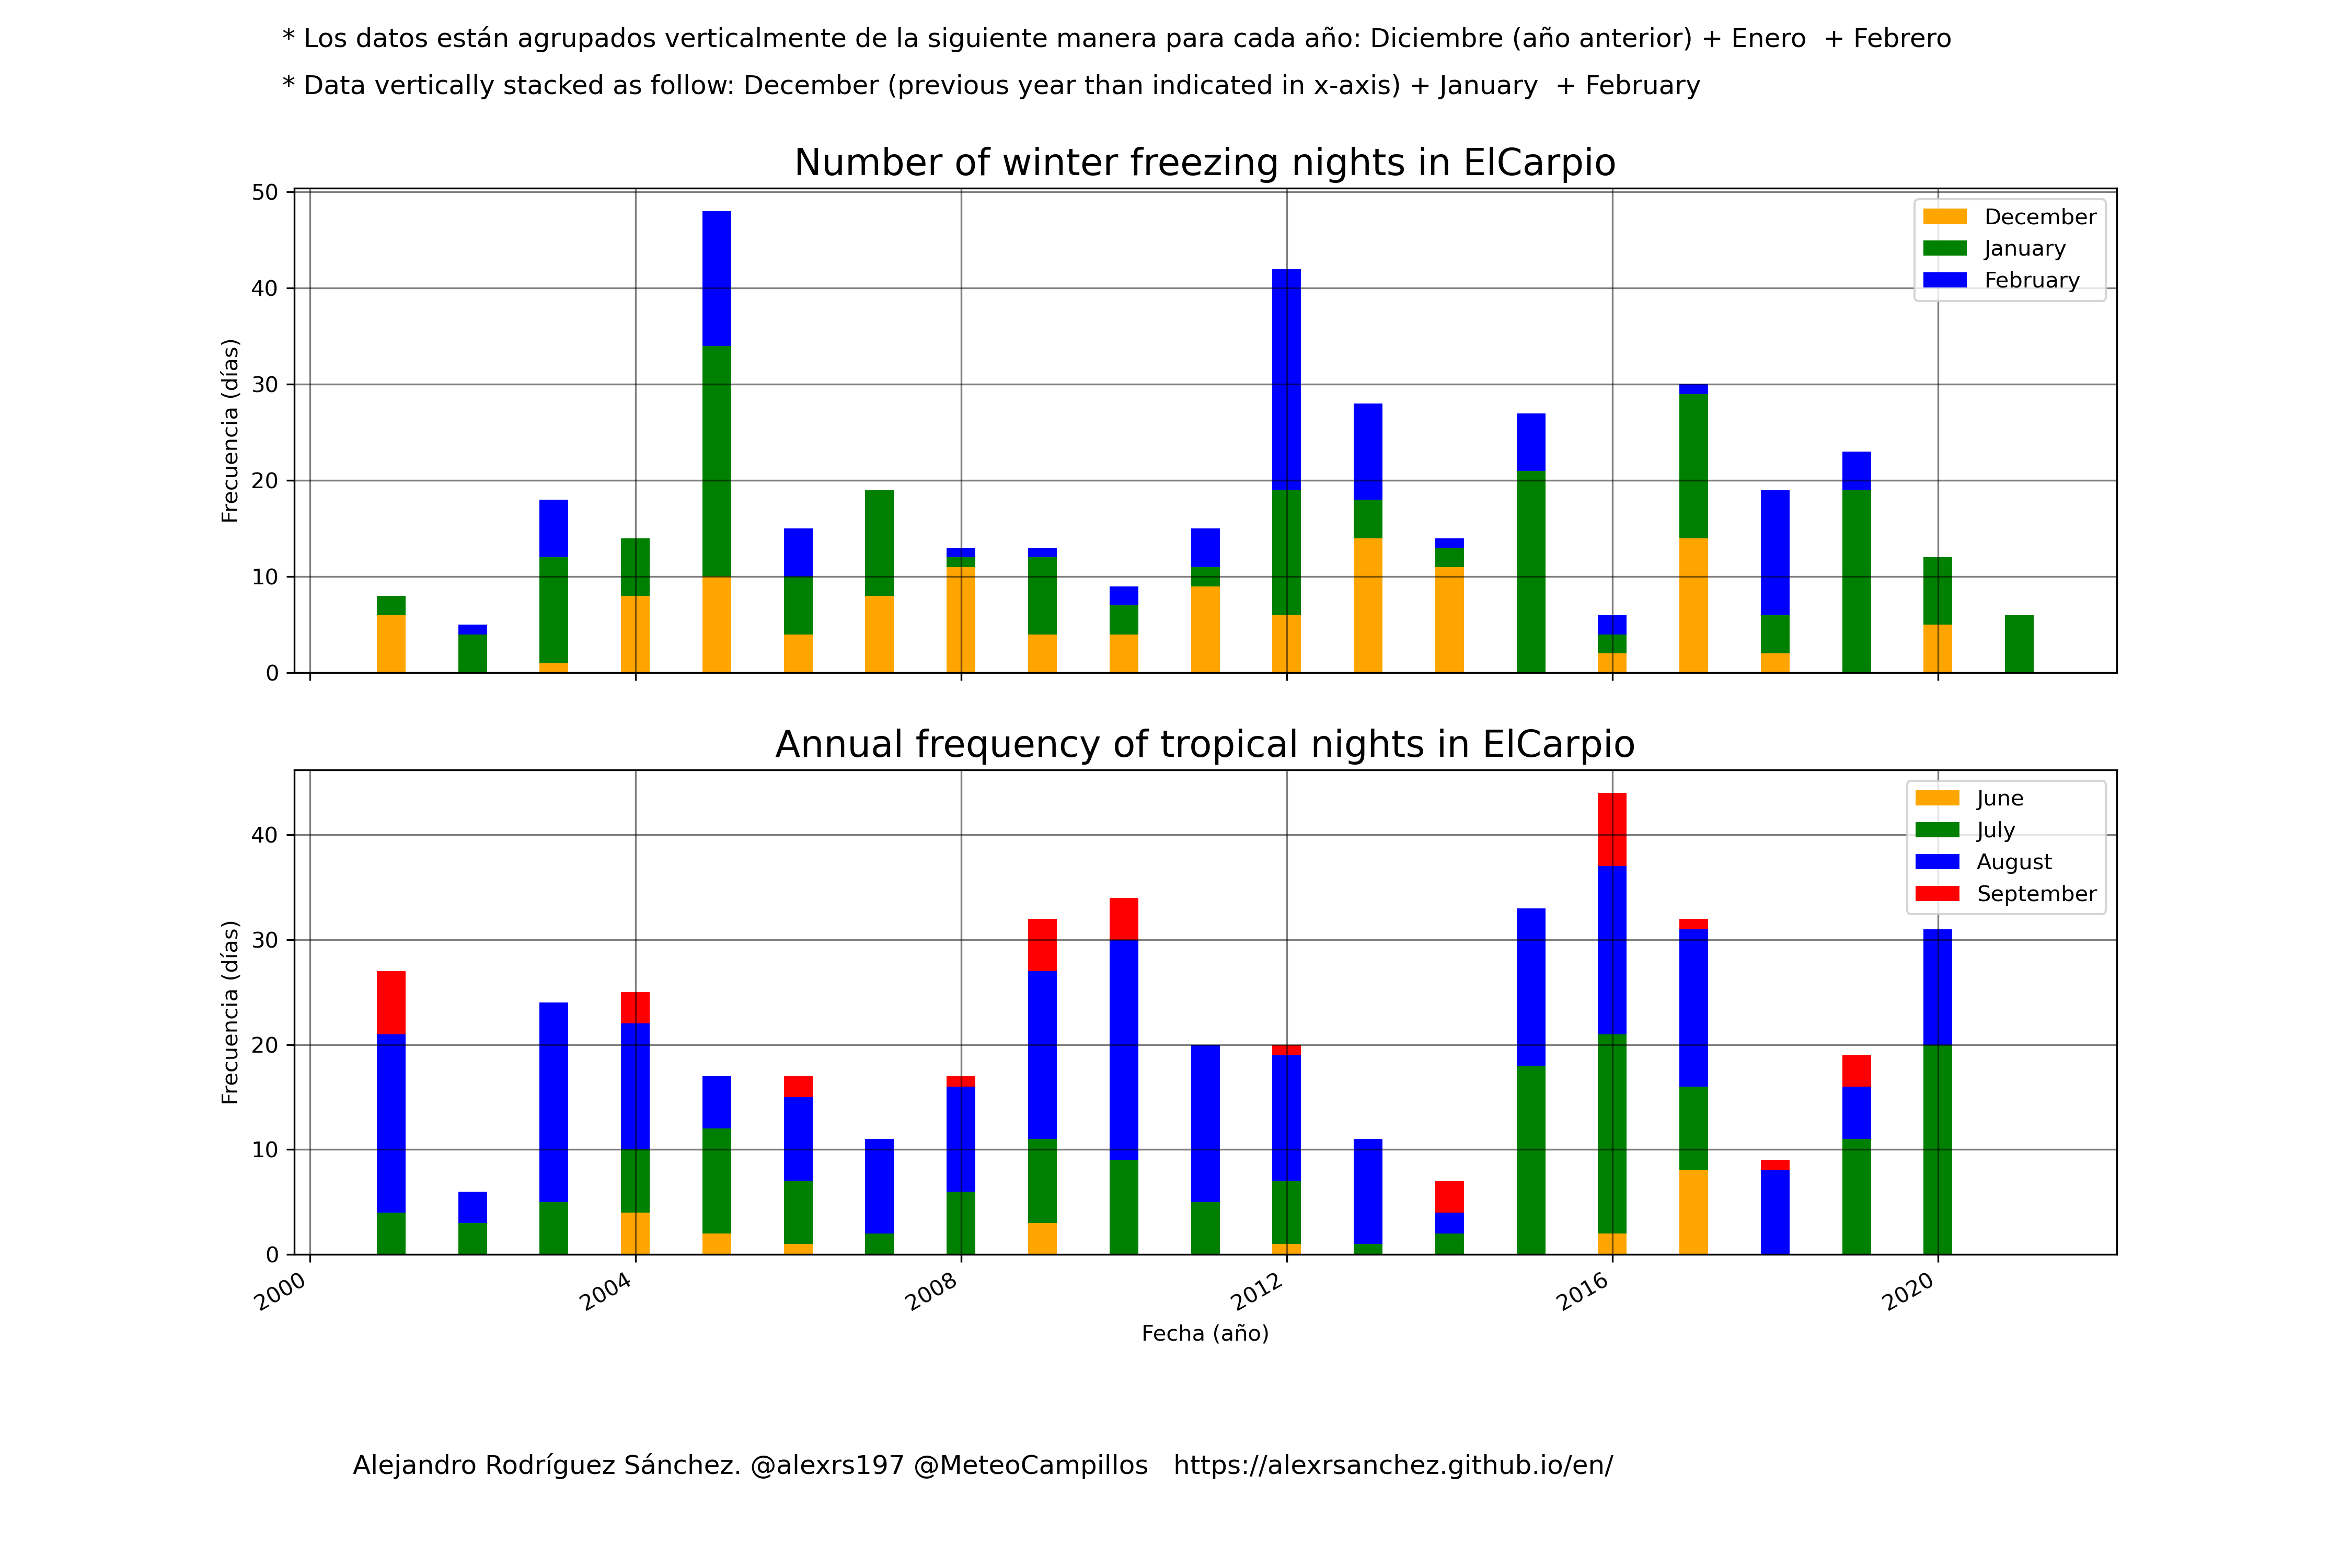 * Los datos están agrupados verticalmente de la siguiente manera para cada año: Diciembre (año anterior) + Enero  + Febrero
* Data vertically stacked as follow: December (previous year than indicated in x-axis) + January  + February
Number of winter freezing nights in ElCarpio
50
40
30
20
10
0
Frecuencia (días)
December
January
February
Annual frequency of tropical nights in ElCarpio
40
30
20
10
0
Frecuencia (días)
June
July
August
September
2000 2004 2008 2012 2016 2020
Fecha (año)
Alejandro Rodríguez Sánchez. @alexrs197 @MeteoCampillos   https://alexrsanchez.github.io/en/